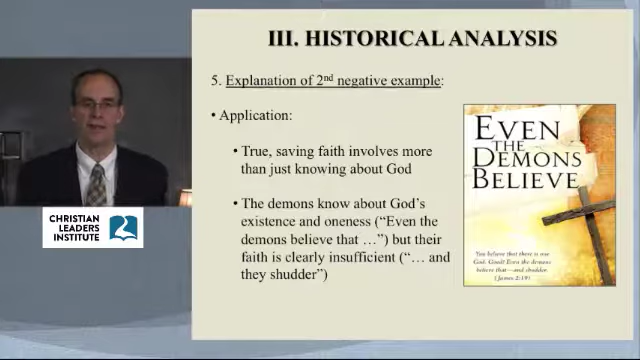 III. HISTORICAL ANALYSIS
5. Explanation of 2nd negative example:
• Application:
• True, saving faith involves more
than just knowing about God
• The demons know about God's
existence and oneness ("Even the
demons believe that …") but their
faith is clearly insufficient ("… and
they shudder")
EVEN
THE
DEMONS
BELIEVE
You believe that there is one
God. Good! Even the demons
believe that—and shudder.
(James 2:19)
CHRISTIAN
LEADERS
INSTITUTE